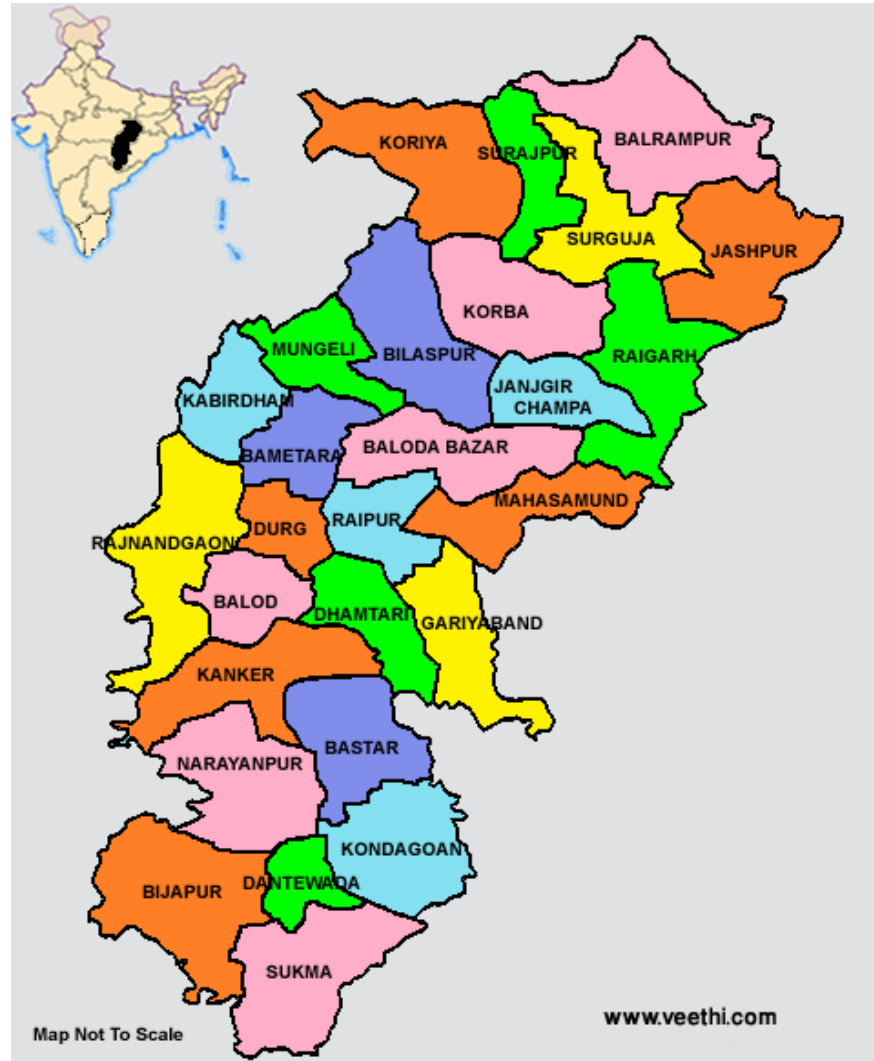 BALRAMPUR
KORIYA
SURAJPUR
SURGUJA
JASHPUR
KORBA
MUNGELI
BILASPUR
RAIGARH
JANJGIR
CHAMPA
KABIRDHAM
BALODA BAZAR
BAMETARA
MAHASAMUND
RAIPUR
DURG
RAJNANDGAON
BALOD
DHAMTARI
GARIYABAND
KANKER
BASTAR
NARAYANPUR
KONDAGOAN
DANTEWADA
BIJAPUR
SUKMA
www.veethi.com
Map Not To Scale